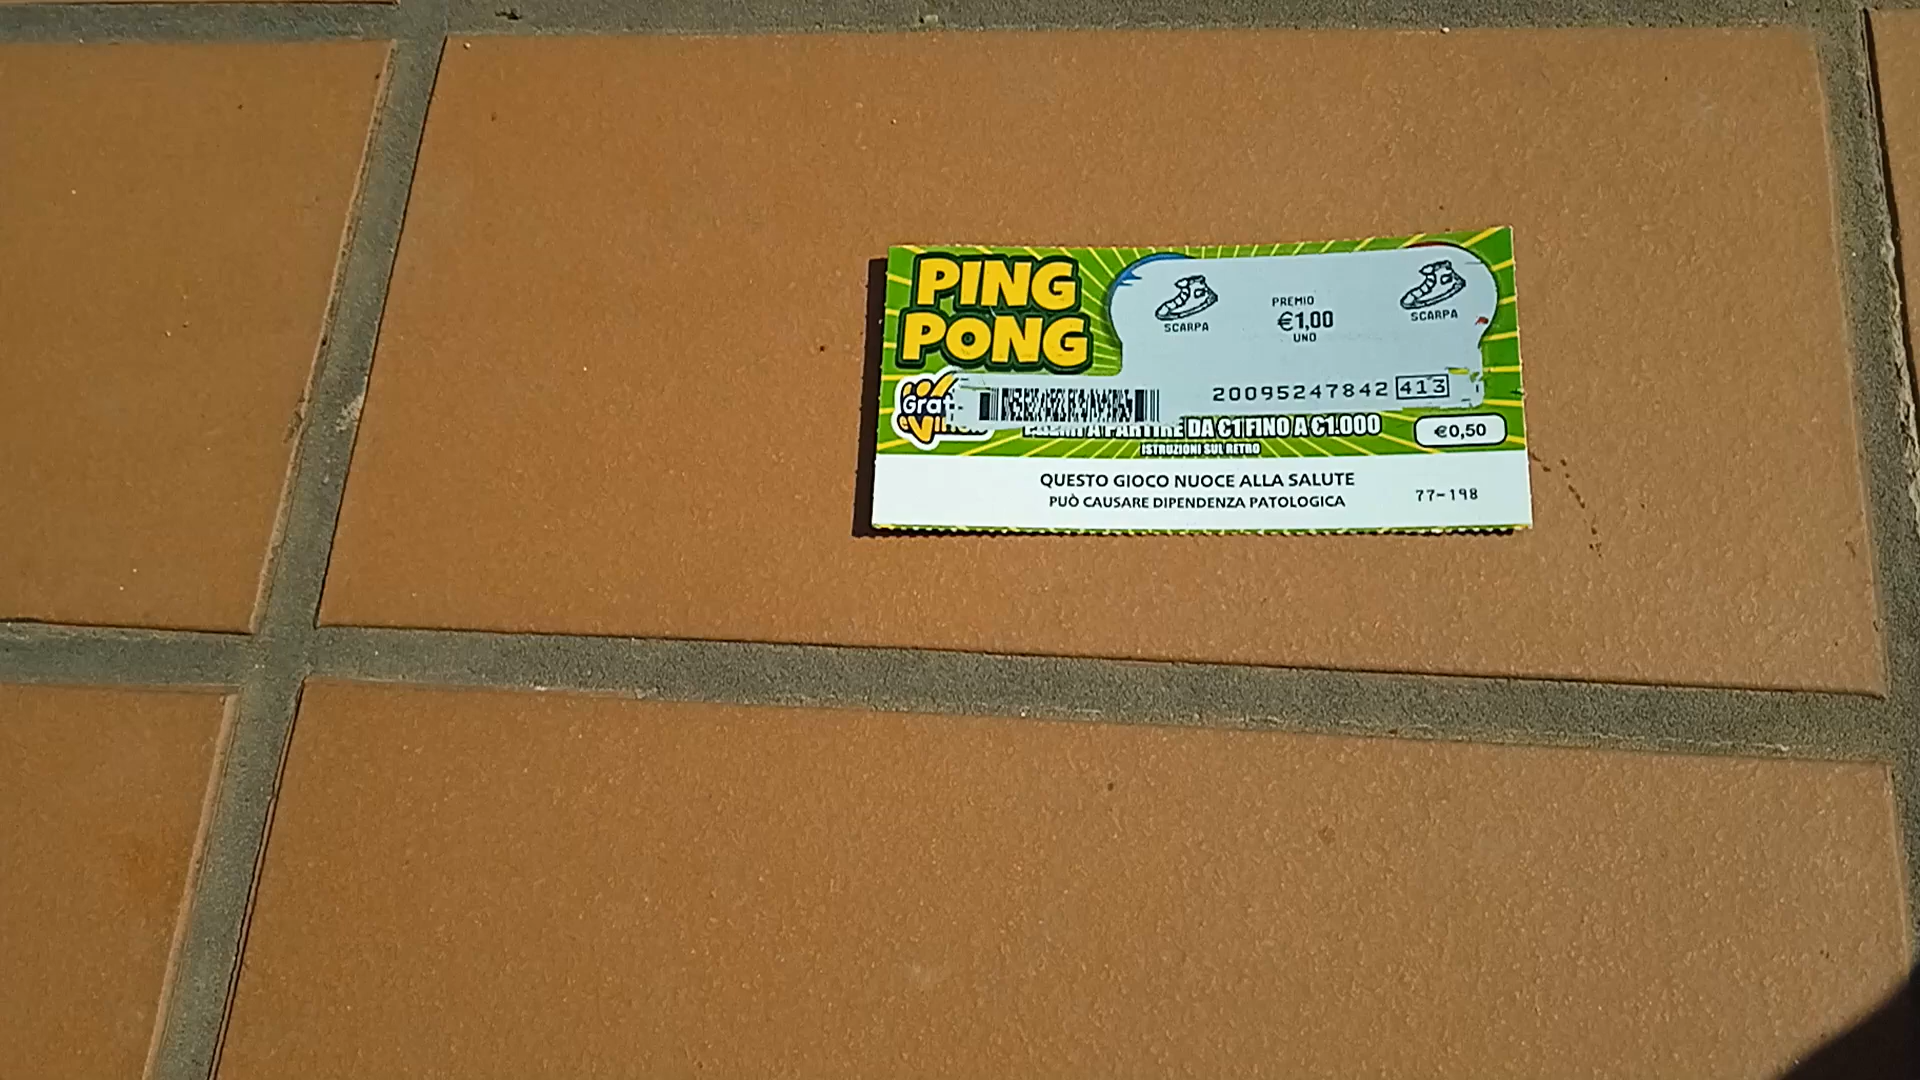 PING
PONG
SCARPA
PREMIO
€1,00
UNO
SCARPA
20095247842 413
Grat
DA €1 FINO A €1.000
€0,50
ISTRUZIONI SUL RETRO
QUESTO GIOCO NUOCE ALLA SALUTE
PUÒ CAUSARE DIPENDENZA PATOLOGICA
77-198